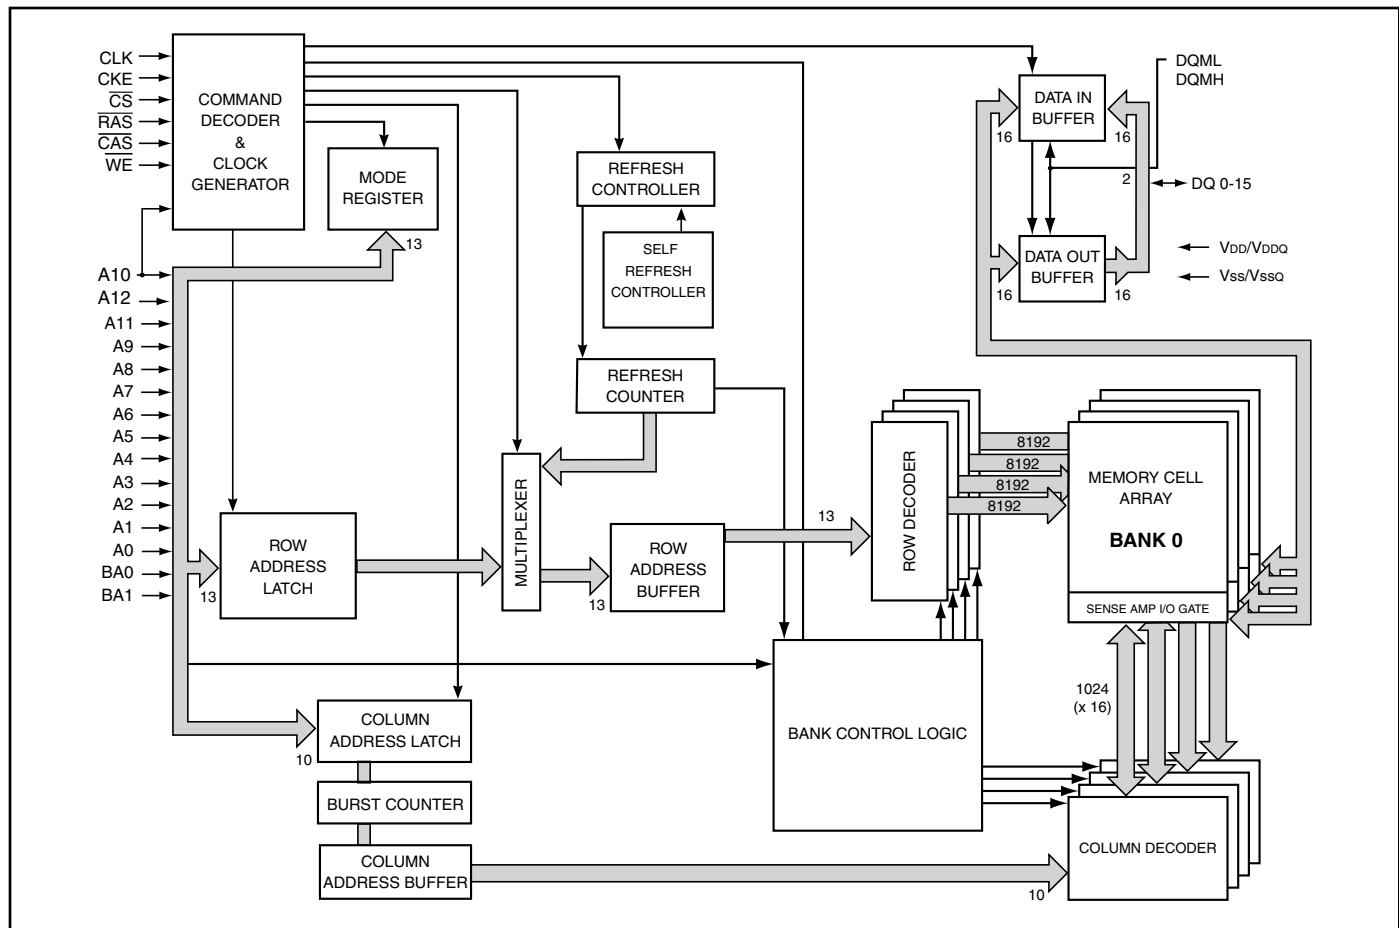 CLK
CKE
CS
RAS
CAS
WE
COMMAND
DECODER
&
CLOCK
GENERATOR
MODE
REGISTER
13
REFRESH
CONTROLLER
SELF
REFRESH
CONTROLLER
REFRESH
COUNTER
DQML
DQMH
DATA IN
BUFFER
16
16
2
DQ 0-15
DATA OUT
BUFFER
16
16
VDD/VDDQ
VSS/VSSQ
A10
A12
A11
A9
A8
A7
A6
A5
A4
A3
A2
A1
A0
BA0
BA1
13
ROW
ADDRESS
LATCH
MULTIPLEXER
13
ROW
ADDRESS
BUFFER
13
ROW DECODER
8192
8192
8192
8192
MEMORY CELL
ARRAY
BANK 0
SENSE AMP I/O GATE
1024
(x 16)
BANK CONTROL LOGIC
10
COLUMN
ADDRESS LATCH
BURST COUNTER
COLUMN
ADDRESS BUFFER
10
COLUMN DECODER